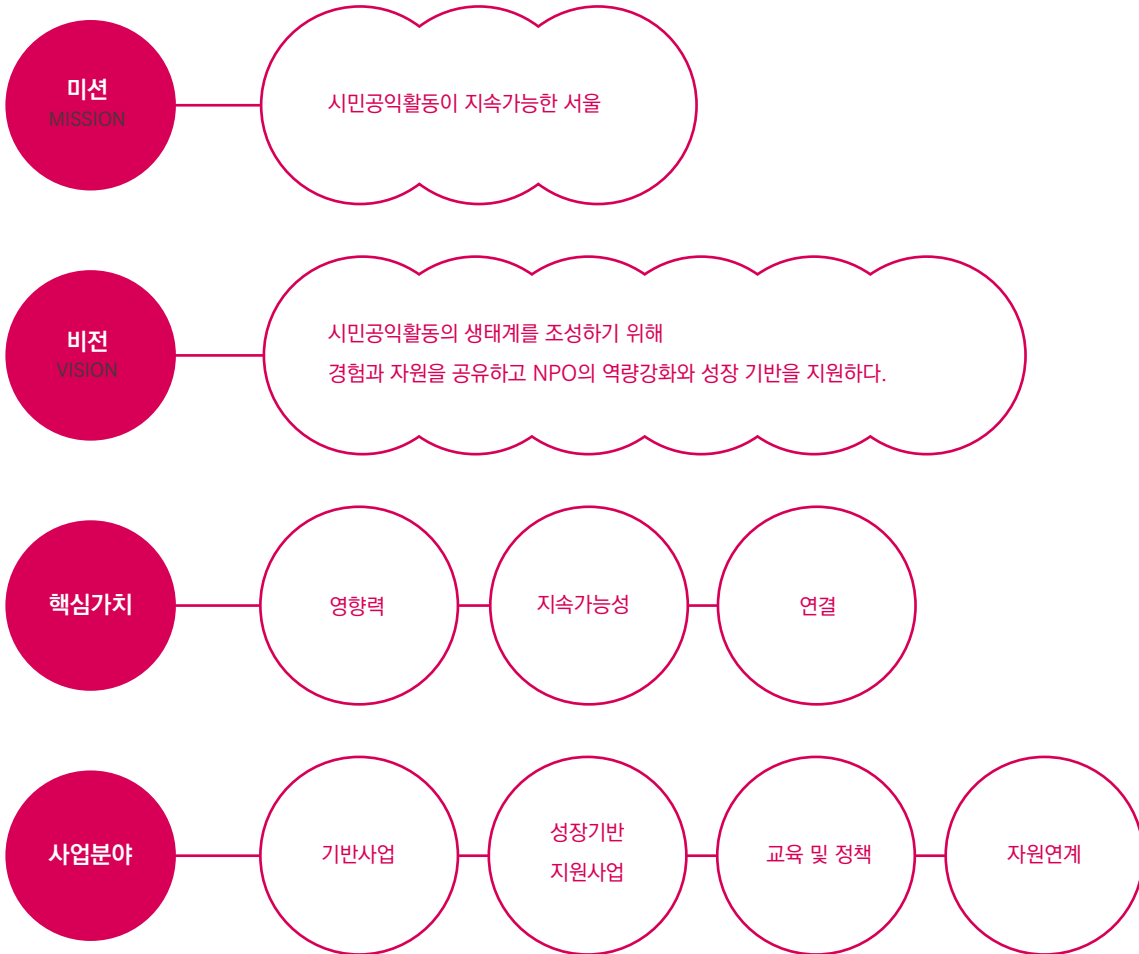 미션
MISSION
시민공익활동이 지속가능한 서울
비전
VISION
시민공익활동의 생태계를 조성하기 위해
경험과 자원을 공유하고 NPO의 역량강화와 성장 기반을 지원하다.
핵심가치
영향력
지속가능성
연결
사업분야
기반사업
성장기반
지원사업
교육 및 정책
자원연계